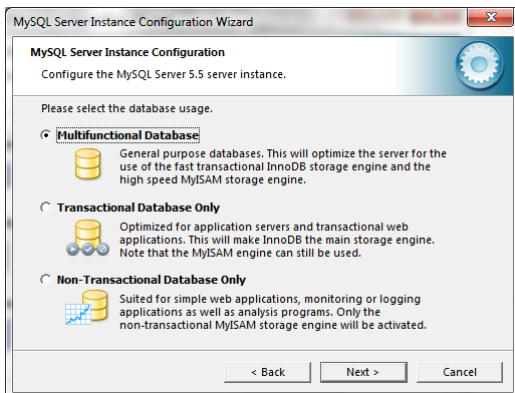 MySQL Server Instance Configuration Wizard
MySQL Server Instance Configuration
Configure the MySQL Server 5.5 server instance.
Please select the database usage.
Multifunctional Database
General purpose databases. This will optimize the server for the
use of the fast transactional InnoDB storage engine and the
high speed MyISAM storage engine.
Transactional Database Only
Optimized for application servers and transactional web
applications. This will make InnoDB the main storage engine.
Note that the MyISAM engine can still be used.
Non-Transactional Database Only
Suited for simple web applications, monitoring or logging
applications as well as analysis programs. Only the
non-transactional MyISAM storage engine will be activated.
< Back
Next >
Cancel